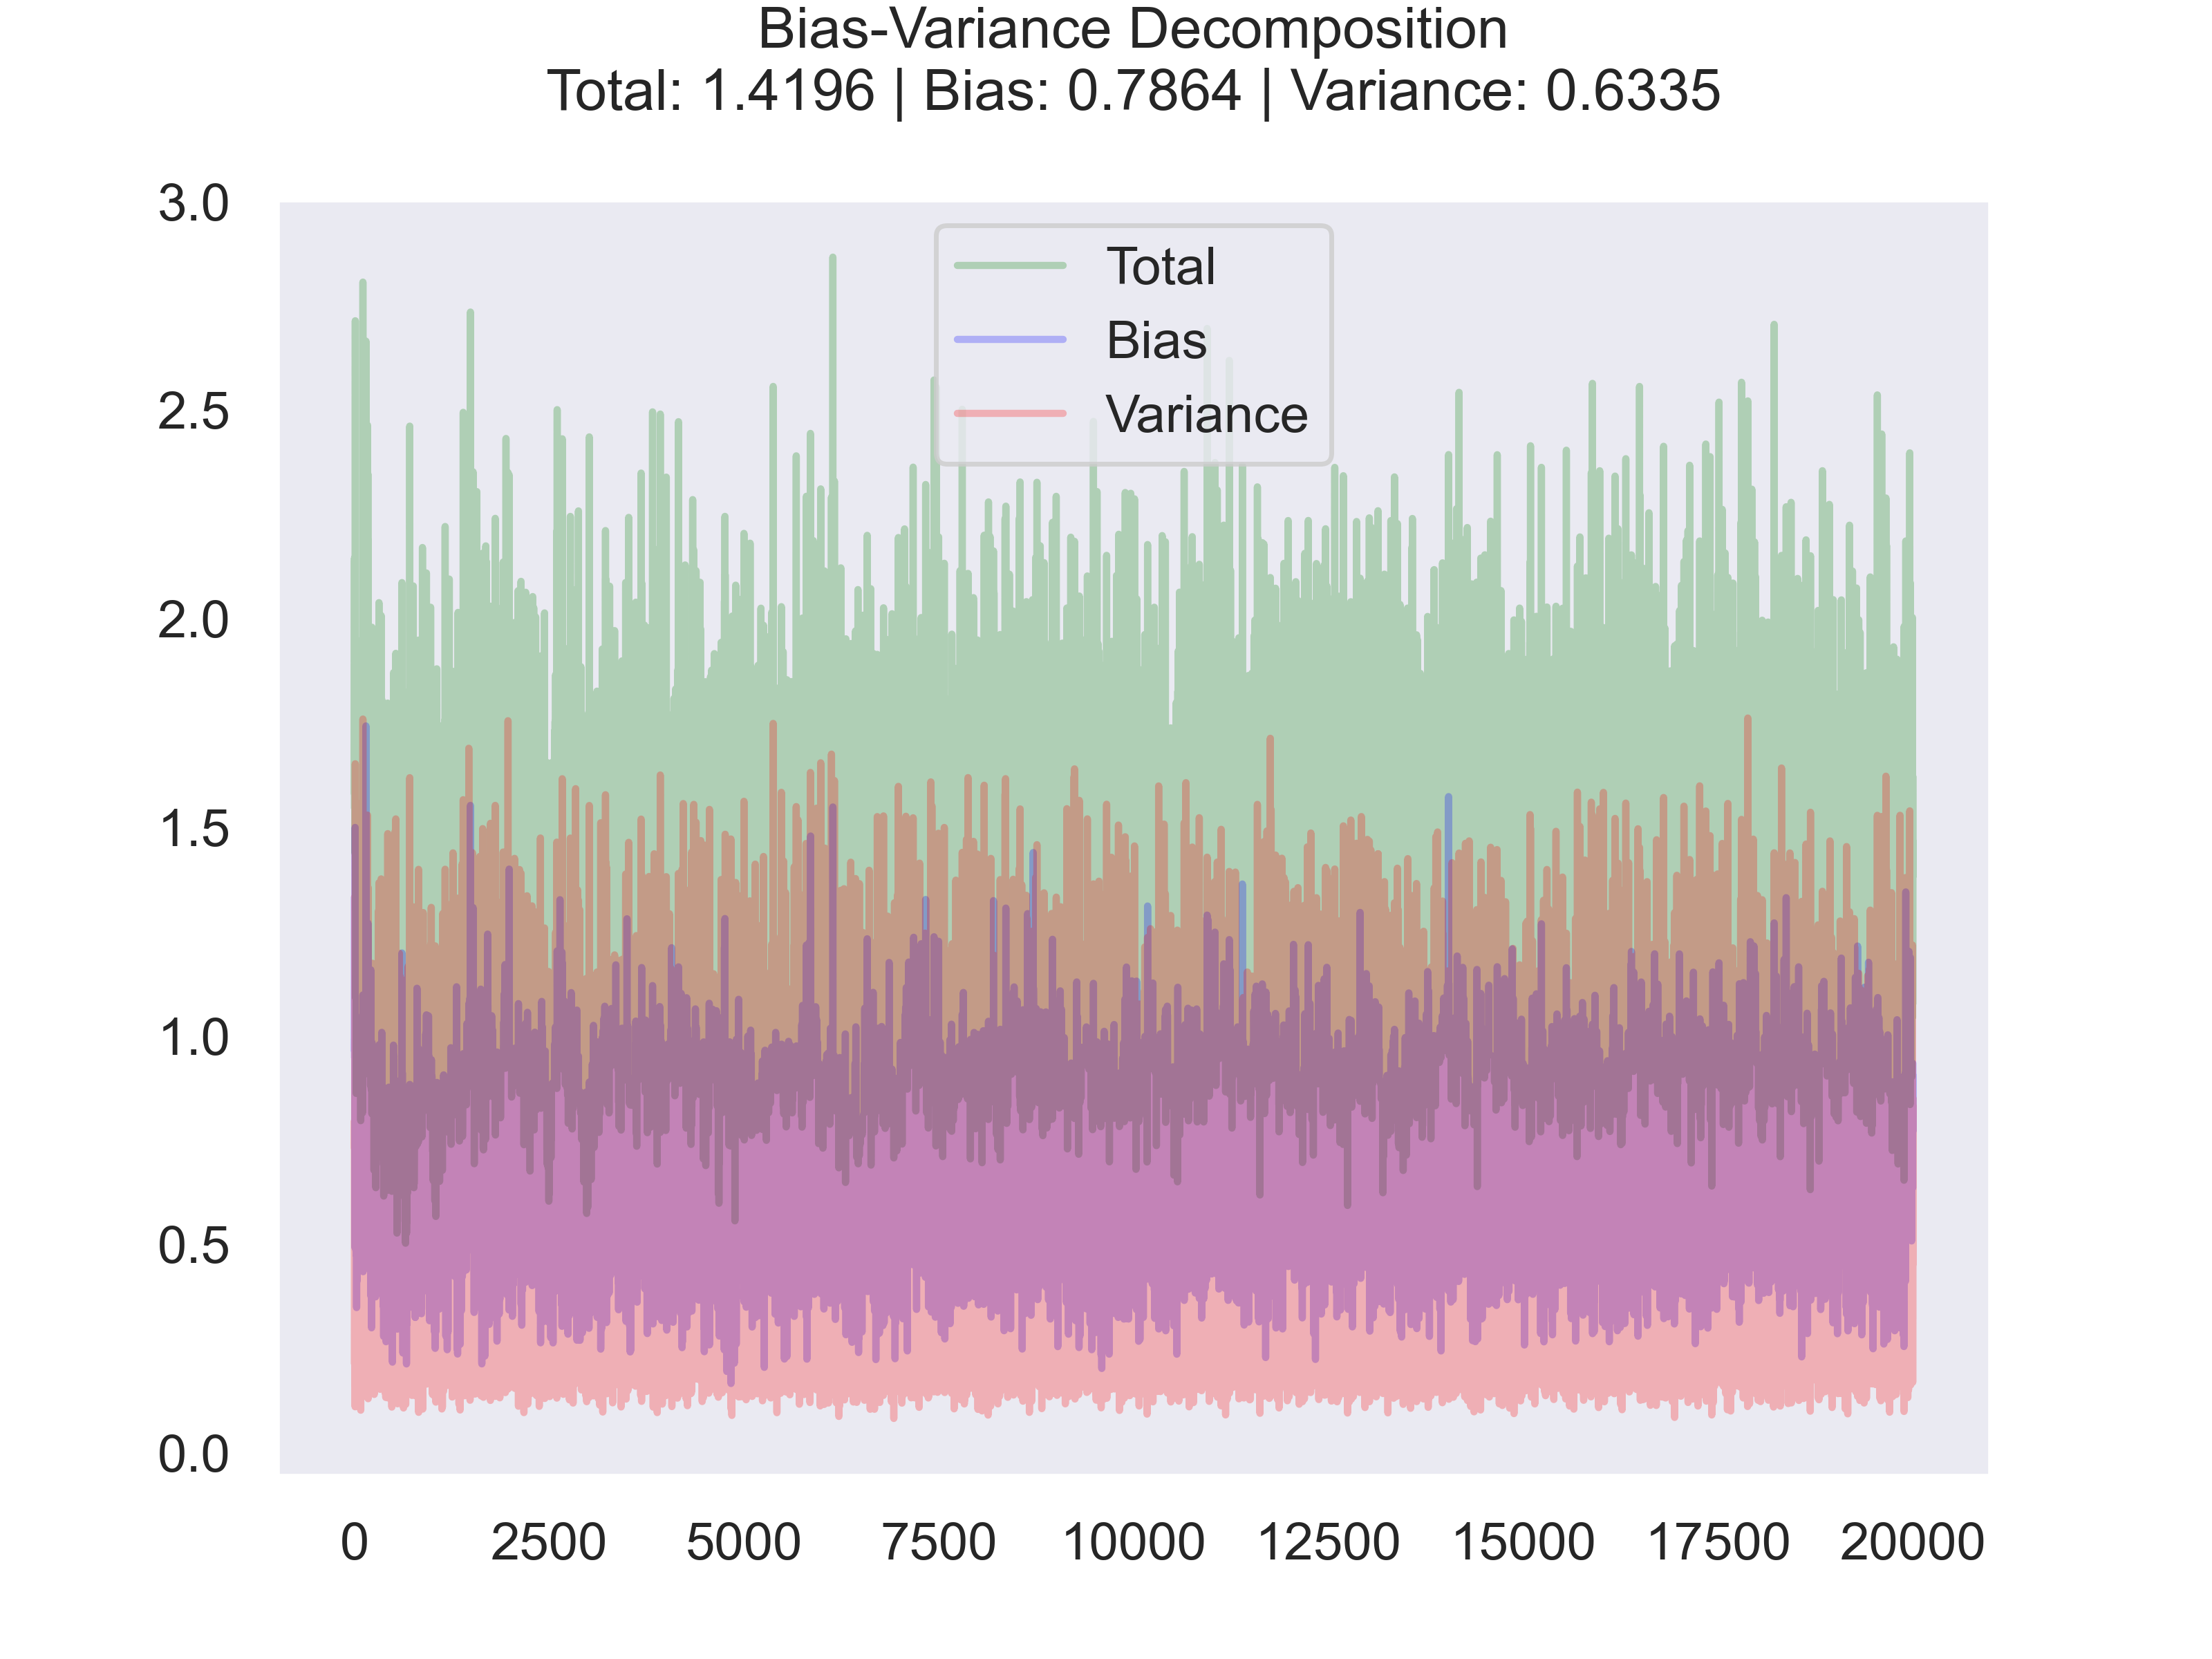 Bias-Variance Decomposition
Total: 1.4196 | Bias: 0.7864 | Variance: 0.6335
3.0
2.5
2.0
1.5
1.0
0.5
0.0
Total
Bias
Variance
0 2500 5000 7500 10000 12500 15000 17500 20000